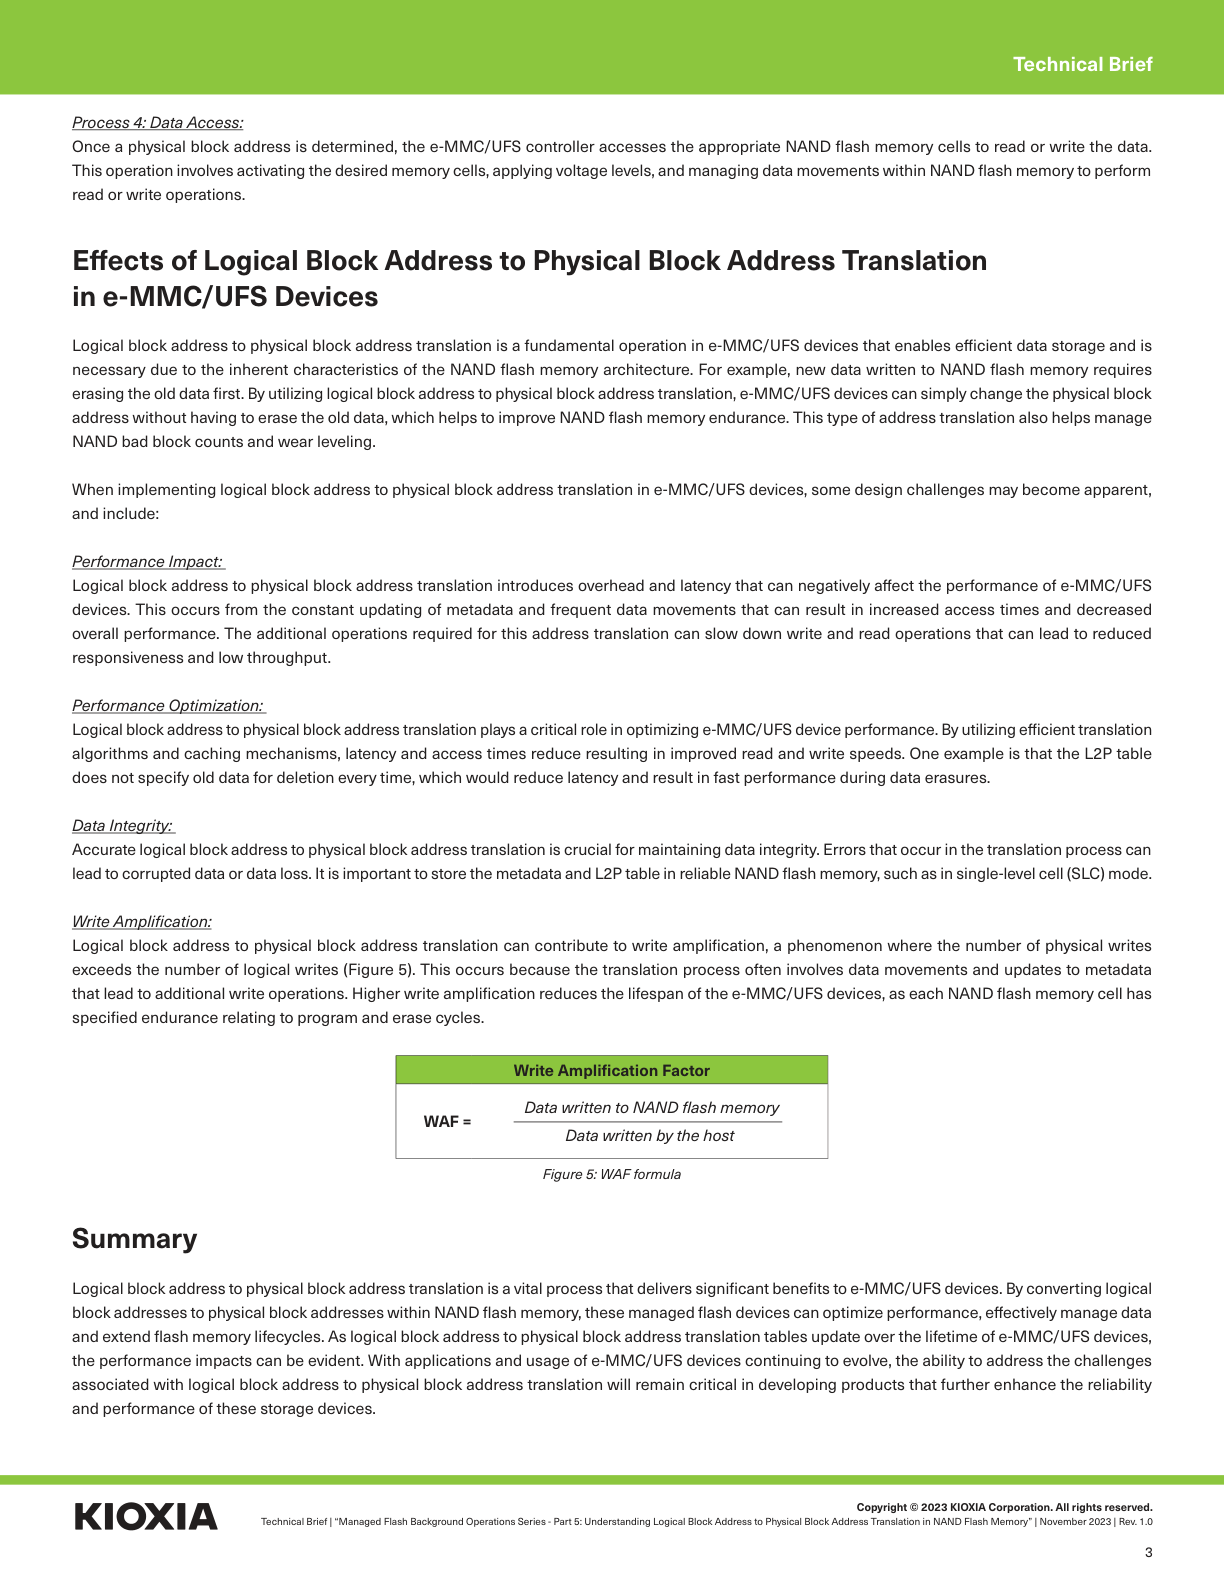 Technical Brief
Process 4: Data Access:
Once a physical block address is determined, the e-MMC/UFS controller accesses the appropriate NAND flash memory cells to read or write the data.
This operation involves activating the desired memory cells, applying voltage levels, and managing data movements within NAND flash memory to perform
read or write operations.
Effects of Logical Block Address to Physical Block Address Translation
in e-MMC/UFS Devices
Logical block address to physical block address translation is a fundamental operation in e-MMC/UFS devices that enables efficient data storage and is
necessary due to the inherent characteristics of the NAND flash memory architecture. For example, new data written to NAND flash memory requires
erasing the old data first. By utilizing logical block address to physical block address translation, e-MMC/UFS devices can simply change the physical block
address without having to erase the old data, which helps to improve NAND flash memory endurance. This type of address translation also helps manage
NAND bad block counts and wear leveling.
When implementing logical block address to physical block address translation in e-MMC/UFS devices, some design challenges may become apparent,
and include:
Performance Impact:
Logical block address to physical block address translation introduces overhead and latency that can negatively affect the performance of e-MMC/UFS
devices. This occurs from the constant updating of metadata and frequent data movements that can result in increased access times and decreased
overall performance. The additional operations required for this address translation can slow down write and read operations that can lead to reduced
responsiveness and low throughput.
Performance Optimization:
Logical block address to physical block address translation plays a critical role in optimizing e-MMC/UFS device performance. By utilizing efficient translation
algorithms and caching mechanisms, latency and access times reduce resulting in improved read and write speeds. One example is that the L2P table
does not specify old data for deletion every time, which would reduce latency and result in fast performance during data erasures.
Data Integrity:
Accurate logical block address to physical block address translation is crucial for maintaining data integrity. Errors that occur in the translation process can
lead to corrupted data or data loss. It is important to store the metadata and L2P table in reliable NAND flash memory, such as in single-level cell (SLC) mode.
Write Amplification:
Logical block address to physical block address translation can contribute to write amplification, a phenomenon where the number of physical writes
exceeds the number of logical writes (Figure 5). This occurs because the translation process often involves data movements and updates to metadata
that lead to additional write operations. Higher write amplification reduces the lifespan of the e-MMC/UFS devices, as each NAND flash memory cell has
specified endurance relating to program and erase cycles.
Write Amplification Factor
Data written to NAND flash memory
WAF =
Data written by the host
Figure 5: WAF formula
Summary
Logical block address to physical block address translation is a vital process that delivers significant benefits to e-MMC/UFS devices. By converting logical
block addresses to physical block addresses within NAND flash memory, these managed flash devices can optimize performance, effectively manage data
and extend flash memory lifecycles. As logical block address to physical block address translation tables update over the lifetime of e-MMC/UFS devices,
the performance impacts can be evident. With applications and usage of e-MMC/UFS devices continuing to evolve, the ability to address the challenges
associated with logical block address to physical block address translation will remain critical in developing products that further enhance the reliability
and performance of these storage devices.
KIOXIA
Copyright © 2023 KIOXIA Corporation. All rights reserved.
Technical Brief | "Managed Flash Background Operations Series - Part 5: Understanding Logical Block Address to Physical Block Address Translation in NAND Flash Memory" | November 2023 | Rev. 1.0
3